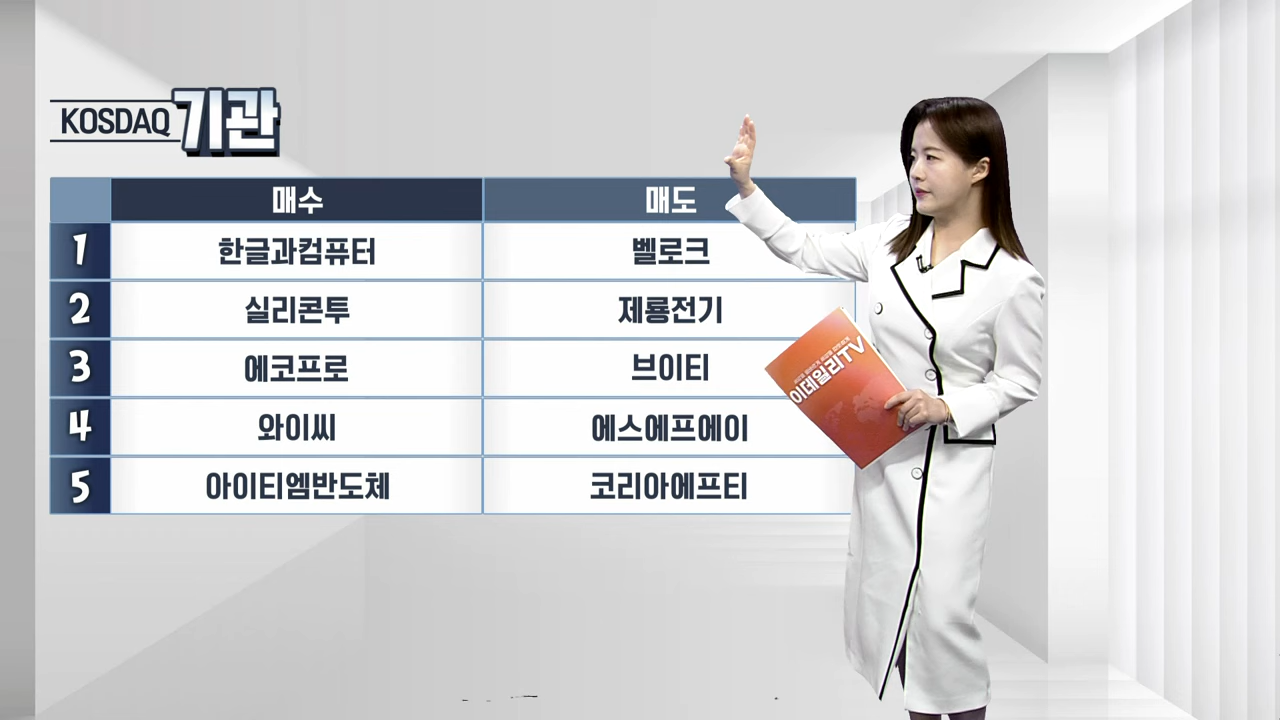 KOSDAQ 기관
매수 매도
1 한글과컴퓨터 벨로크
2 실리콘투 제룡전기
3 에코프로 브이티
4 와이씨 에스에프에이
5 아이티엠반도체 코리아에프티
이데일리TV